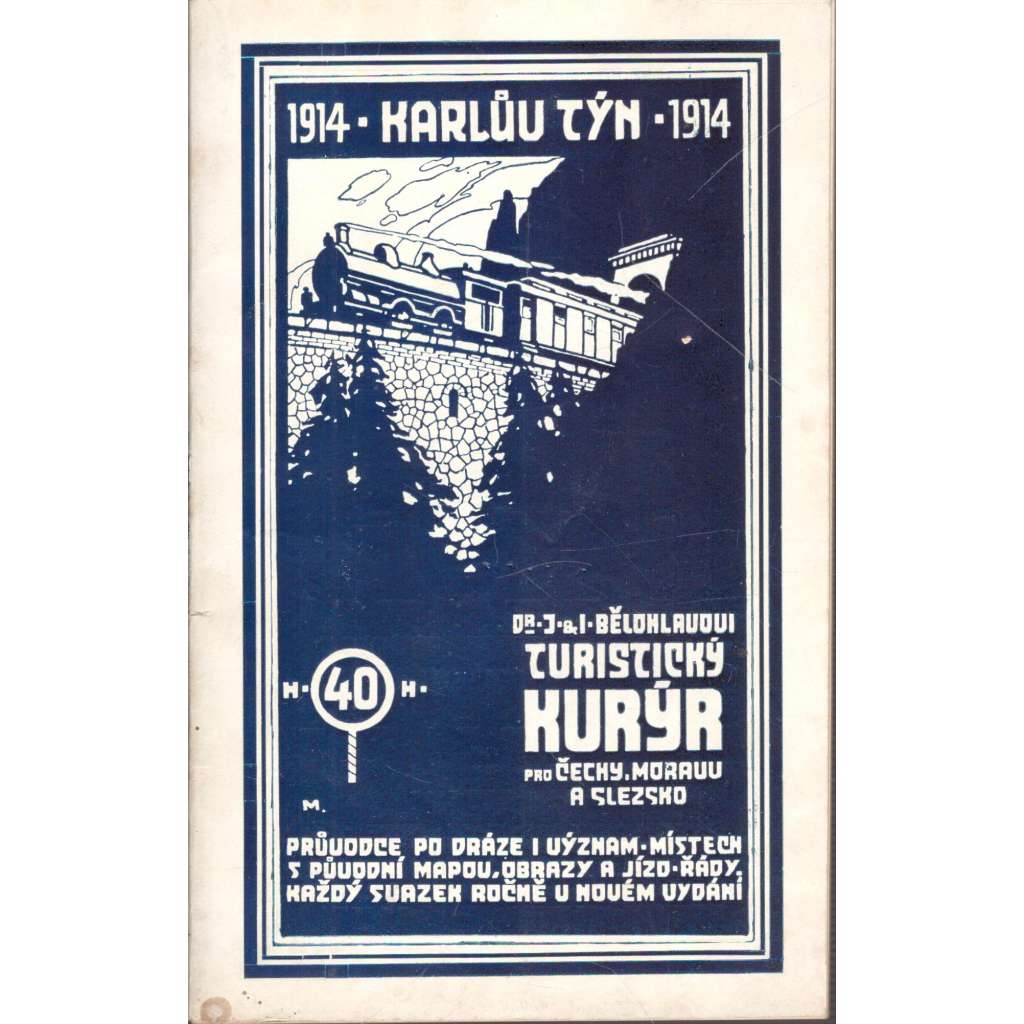 1914 · KARLŮV TÝN · 1914
DR · J · & I · BĚLOHLAVOVI
TURISTICKÝ
KURÝR
PRO ČECHY, MORAVU
A SLEZSKO
H · 40 H ·
M.
PRŮVODCE PO DRÁZE I VÝZNAM · MÍSTECH
S PŮVODNÍ MAPOU, OBRAZY A JÍZD · ŘÁDY.
KAŽDÝ SVAZEK ROČNĚ V NOVÉM VYDÁNÍ